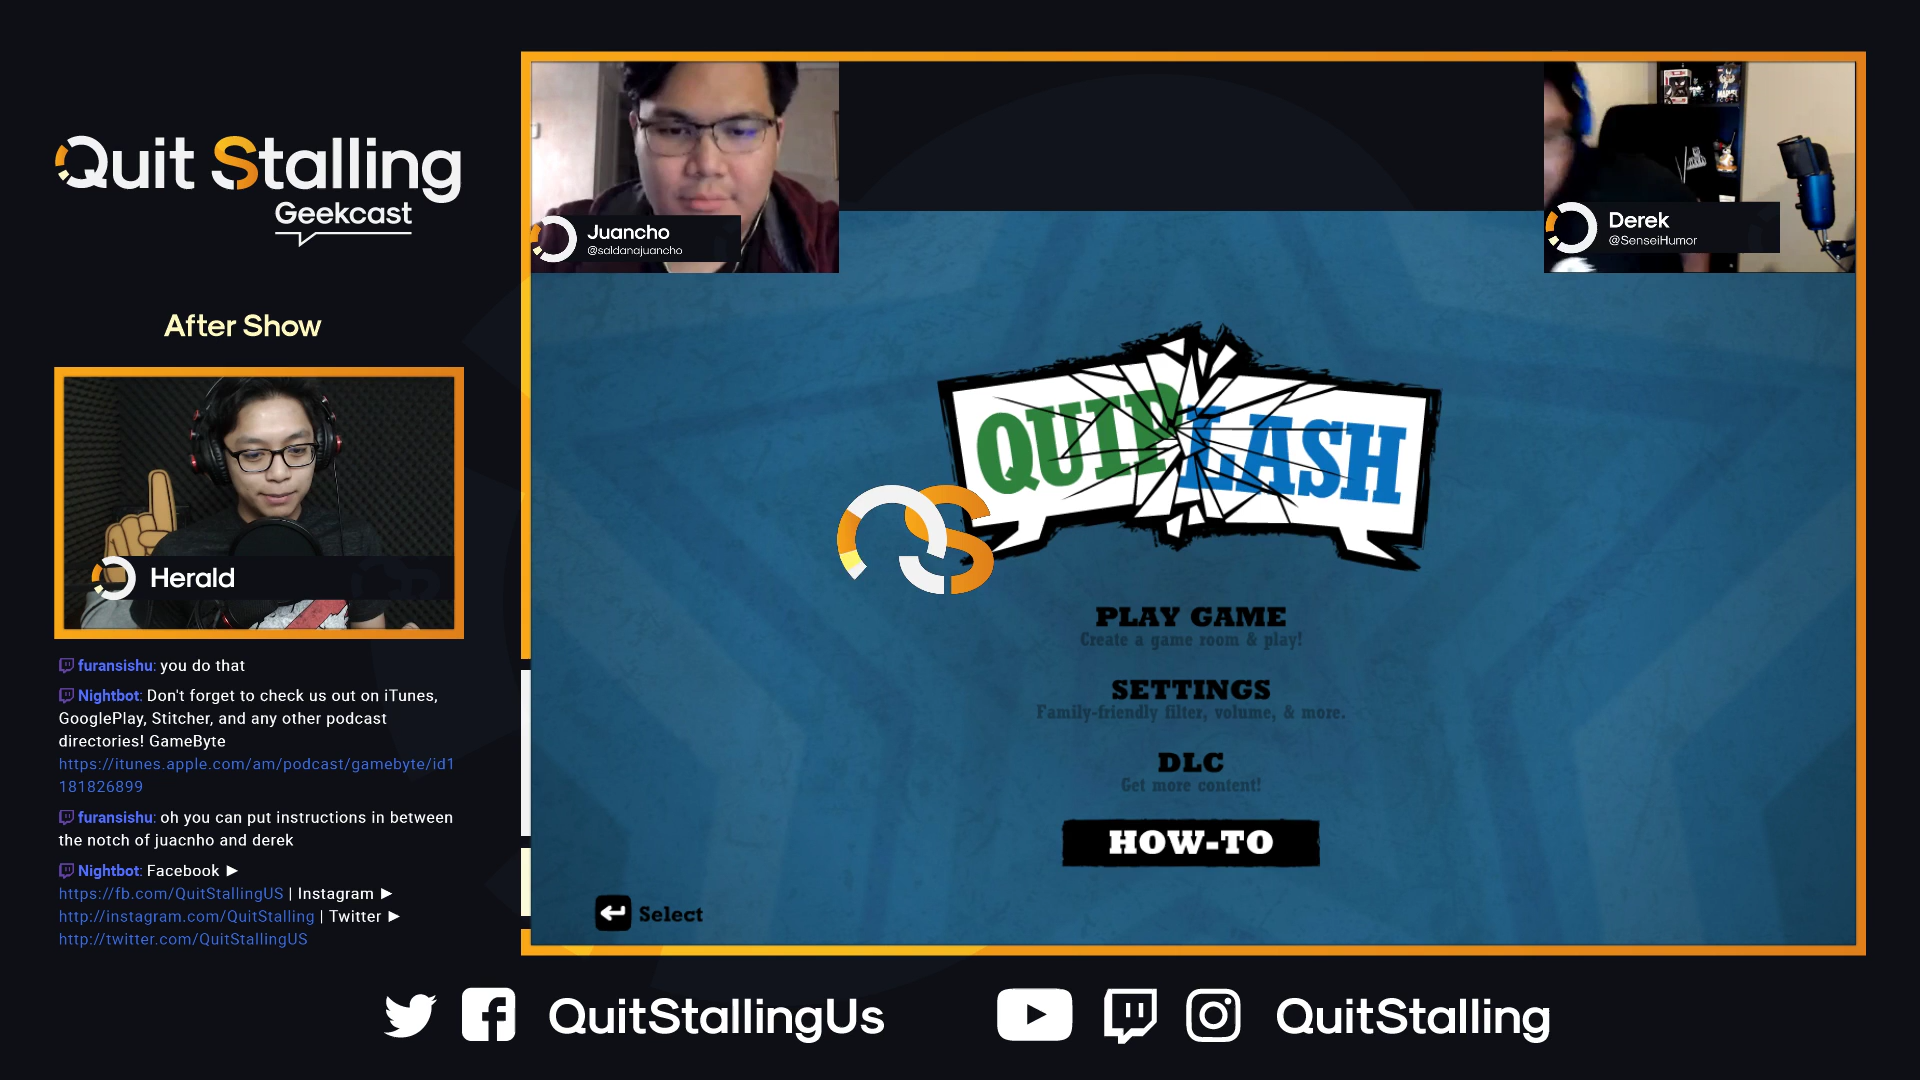 Quit Stalling
Geekcast
After Show
Herald
furansishu: you do that
Nightbot: Don't forget to check us out on iTunes,
GooglePlay, Stitcher, and any other podcast
directories! GameByte
https://itunes.apple.com/am/podcast/gamebyte/id1
181826899
furansishu: oh you can put instructions in between
the notch of juacnho and derek
Nightbot: Facebook ►
https://fb.com/QuitStallingUS | Instagram ►
http://instagram.com/QuitStalling | Twitter ►
http://twitter.com/QuitStallingUS
Juancho
@saldanajuancho
Derek
@SenseiHumor
QUIPLASH
QS
PLAY GAME
Create a game room & play!
SETTINGS
Family-friendly filter, volume, & more.
DLC
Get more content!
HOW-TO
Select
QuitStallingUs
QuitStalling